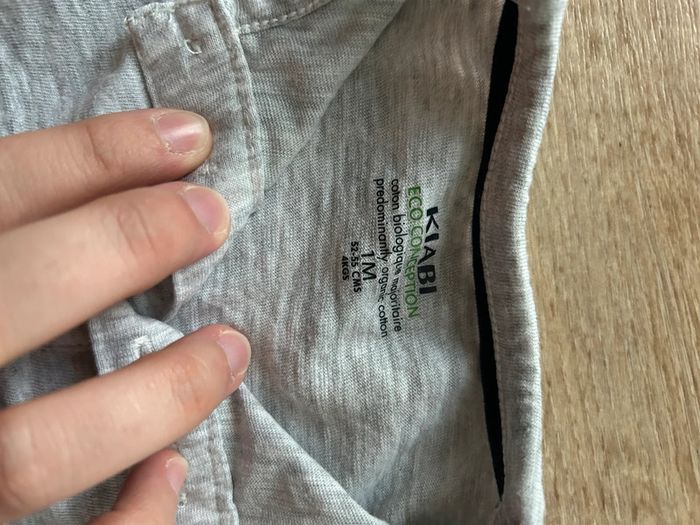 KIABI
ECO-CONCEPTION
coton biologique majoritaire
predominantly organic cotton
1M
52-55 CMS
4KGS